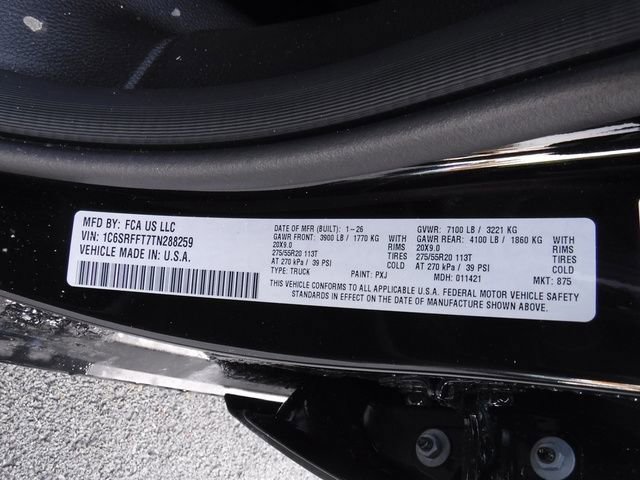 MFD BY: FCA US LLC
VIN: 1C6SRFFT7TN288259
VEHICLE MADE IN: U.S.A.
DATE OF MFR (BUILT): 1-26 GVWR: 7100 LB / 3221 KG
GAWR FRONT: 3900 LB / 1770 KG WITH GAWR REAR: 4100 LB / 1860 KG WITH
20X9.0 RIMS 20X9.0 RIMS
275/55R20 113T TIRES 275/55R20 113T TIRES
AT 270 kPa / 39 PSI COLD AT 270 kPa / 39 PSI COLD
TYPE: TRUCK PAINT: PXJ MDH: 011421 MKT: 875
THIS VEHICLE CONFORMS TO ALL APPLICABLE U.S.A. FEDERAL MOTOR VEHICLE SAFETY
STANDARDS IN EFFECT ON THE DATE OF MANUFACTURE SHOWN ABOVE.